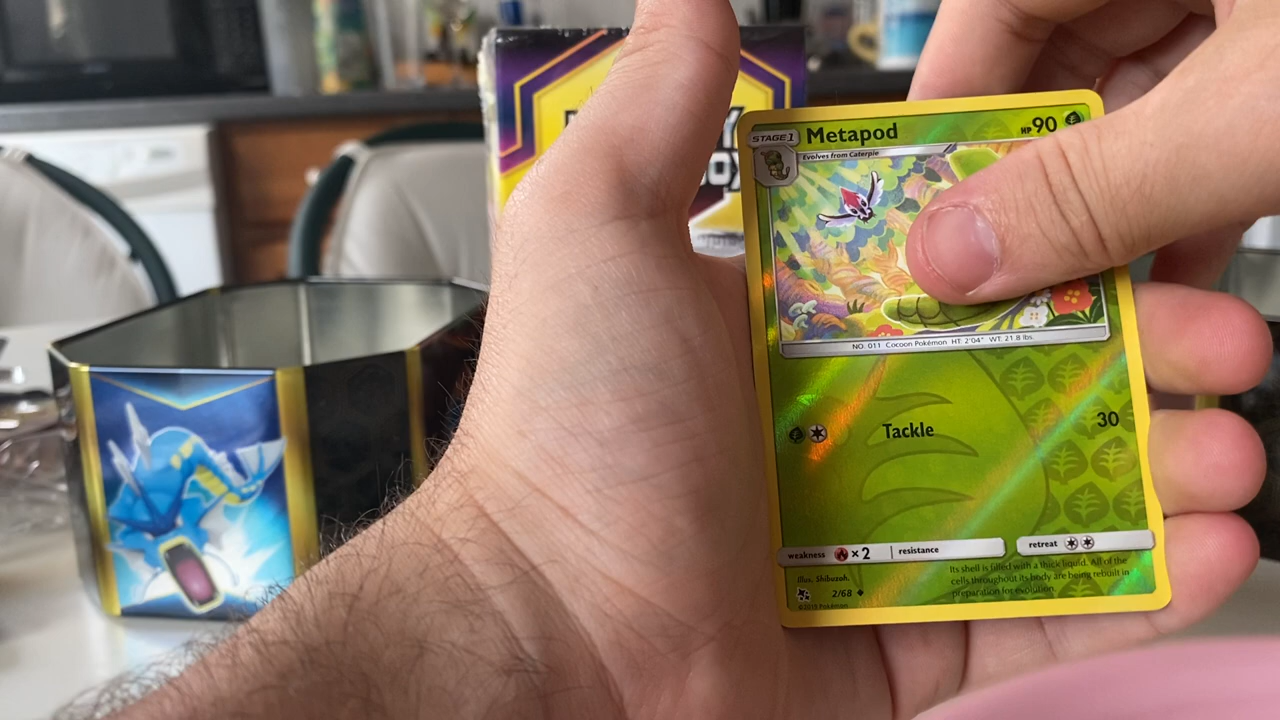 STAGE 1 Metapod HP 90
Evolves from Caterpie
NO. 011 Cocoon Pokémon HT: 2'04" WT: 21.8 lbs.
Tackle 30
weakness ×2 resistance retreat
Its shell is filled with a thick liquid. All of the
cells throughout its body are being rebuilt in
preparation for evolution.
Illus. Shibuzoh.
2/68
©2019 Pokémon